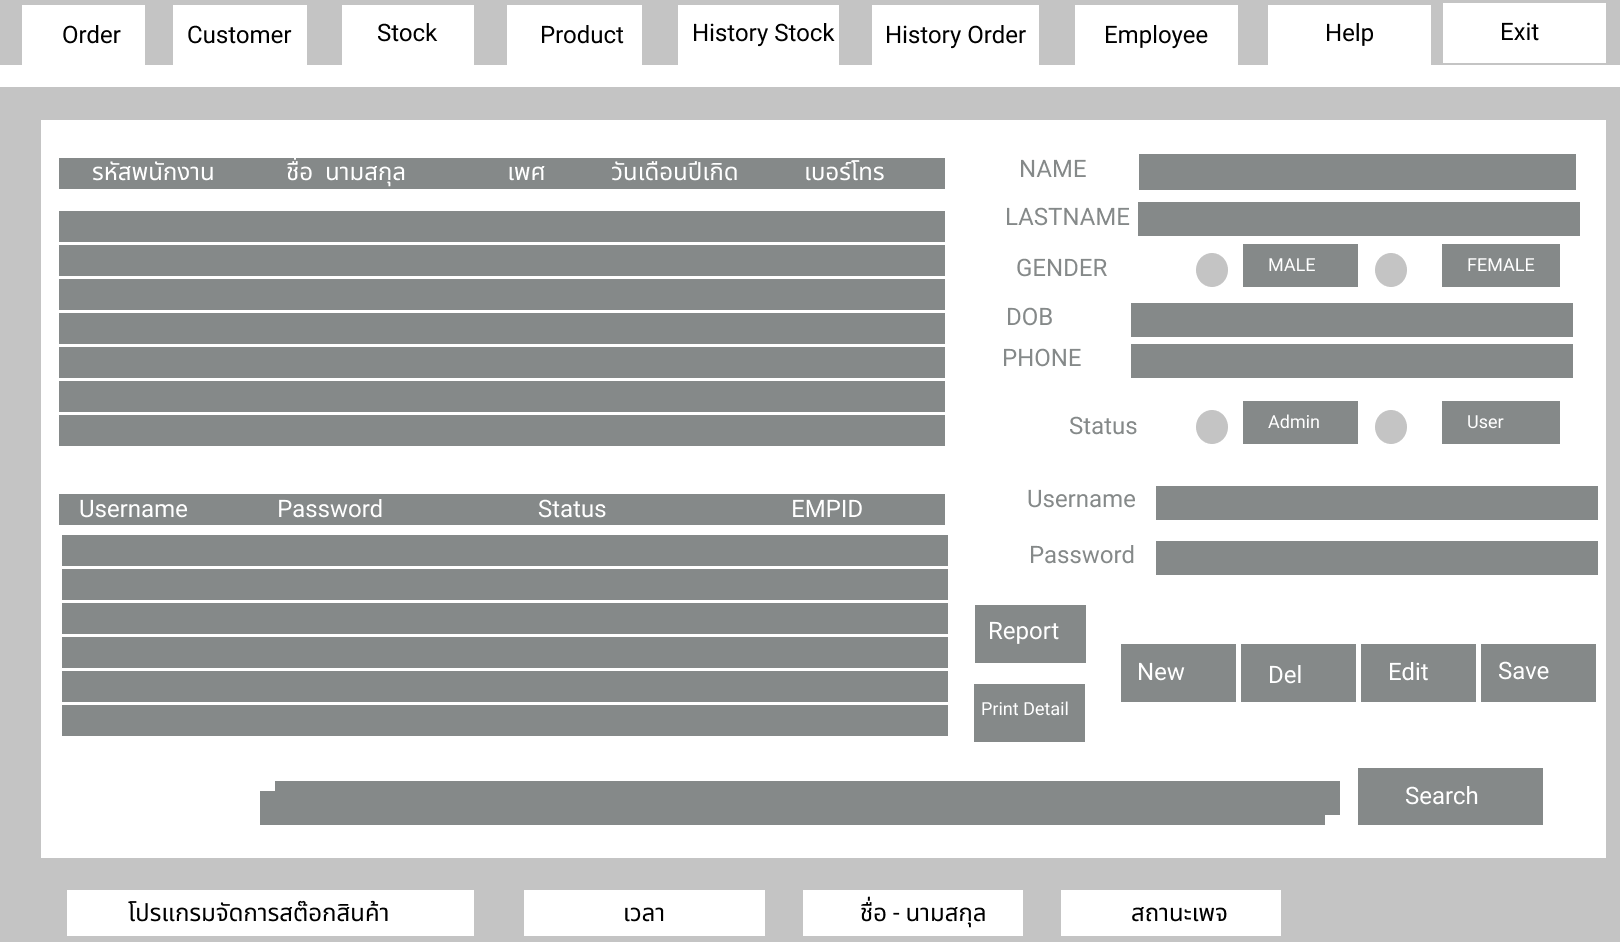 Order Customer Stock Product History Stock History Order Employee Help Exit
รหัสพนักงาน ชื่อ นามสกุล เพศ วันเดือนปีเกิด เบอร์โทร
Username Password Status EMPID
NAME
LASTNAME
GENDER MALE FEMALE
DOB
PHONE
Status Admin User
Username
Password
Report
New Del Edit Save
Print Detail
Search
โปรแกรมจัดการสต๊อกสินค้า เวลา ชื่อ - นามสกุล สถานะเพจ